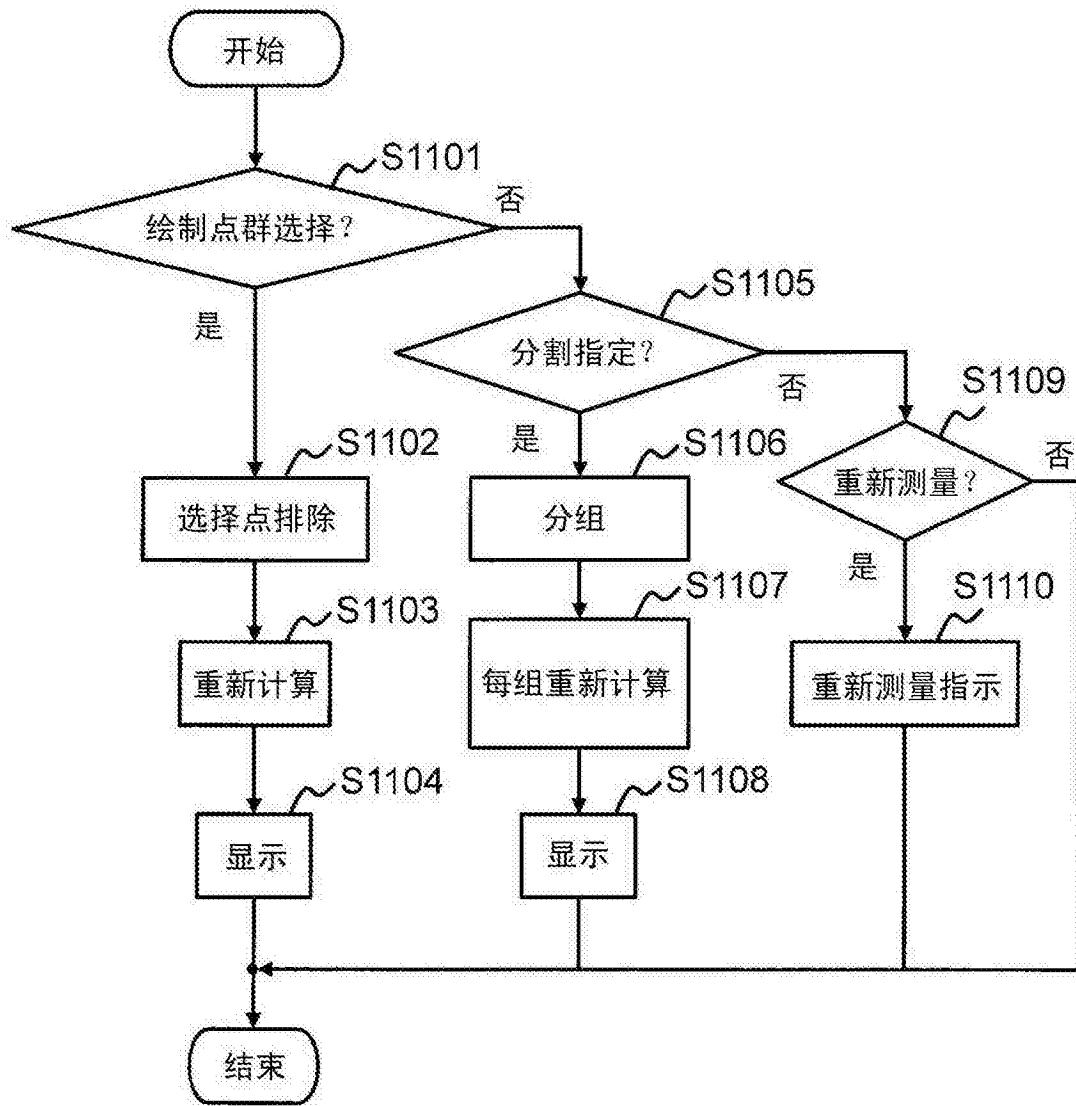 开始
S1101
绘制点群选择?
否
是
S1105
分割指定?
否
是
S1109
重新测量?
否
是
S1102
选择点排除
S1106
分组
S1110
重新测量指示
S1103
重新计算
S1107
每组重新计算
S1104
显示
S1108
显示
结束